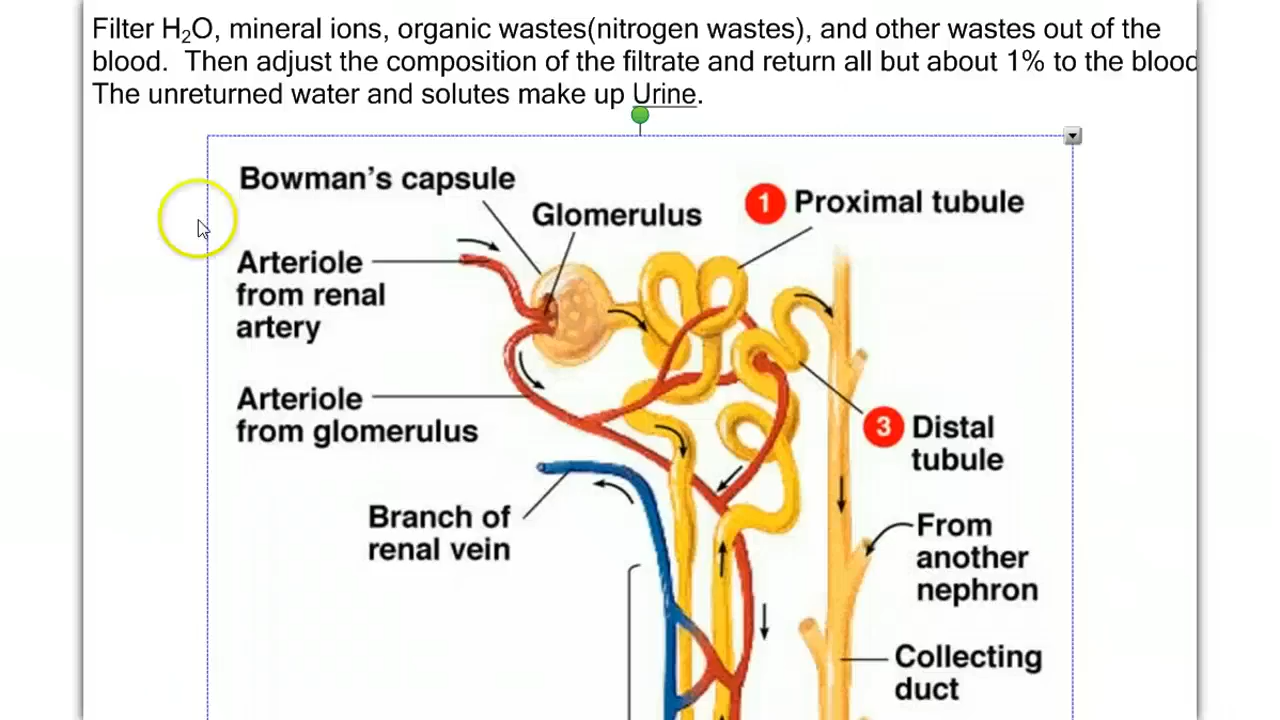 Filter H₂O, mineral ions, organic wastes(nitrogen wastes), and other wastes out of the
blood. Then adjust the composition of the filtrate and return all but about 1% to the blood
The unreturned water and solutes make up Urine.
Bowman's capsule
Glomerulus
1 Proximal tubule
Arteriole
from renal
artery
Arteriole
from glomerulus
3 Distal
tubule
Branch of
renal vein
From
another
nephron
Collecting
duct